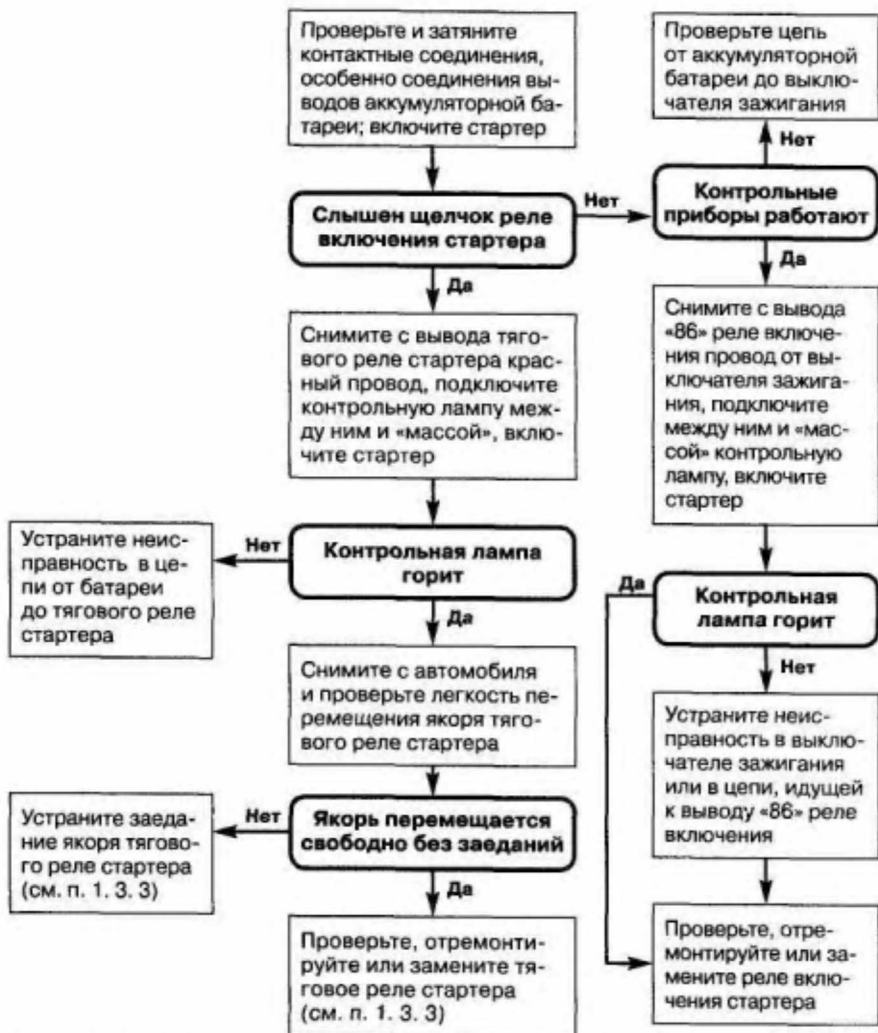 Проверьте и затяните
контактные соединения,
особенно соединения вы-
водов аккумуляторной ба-
тареи; включите стартер
Проверьте цепь
от аккумуляторной
батареи до выклю-
чателя зажигания
Нет
Слышен щелчок реле
включения стартера
Нет
Контрольные
приборы работают
Да
Да
Снимите с вывода тяго-
вого реле стартера крас-
ный провод, подключите
контрольную лампу меж-
ду ним и «массой», вклю-
чите стартер
Снимите с вывода
«86» реле включе-
ния провод от вы-
ключателя зажига-
ния, подключите
между ним и «мас-
сой» контрольную
лампу, включите
стартер
Устраните неис-
правность в це-
пи от батареи
до тягового реле
стартера
Нет
Контрольная лампа
горит
Да
Да
Контрольная
лампа горит
Нет
Снимите с автомобиля
и проверьте легкость пе-
ремещения якоря тяго-
вого реле стартера
Устраните неис-
правность в выклю-
чателе зажигания
или в цепи, идущей
к выводу «86» реле
включения
Устраните заеда-
ние якоря тягово-
го реле стартера
(см. п. 1. 3. 3)
Нет
Якорь перемещается
свободно без заеданий
Да
Проверьте, отремонти-
руйте или замените тя-
говое реле стартера
(см. п. 1. 3. 3)
Проверьте, отре-
монтируйте или за-
мените реле вклю-
чения стартера